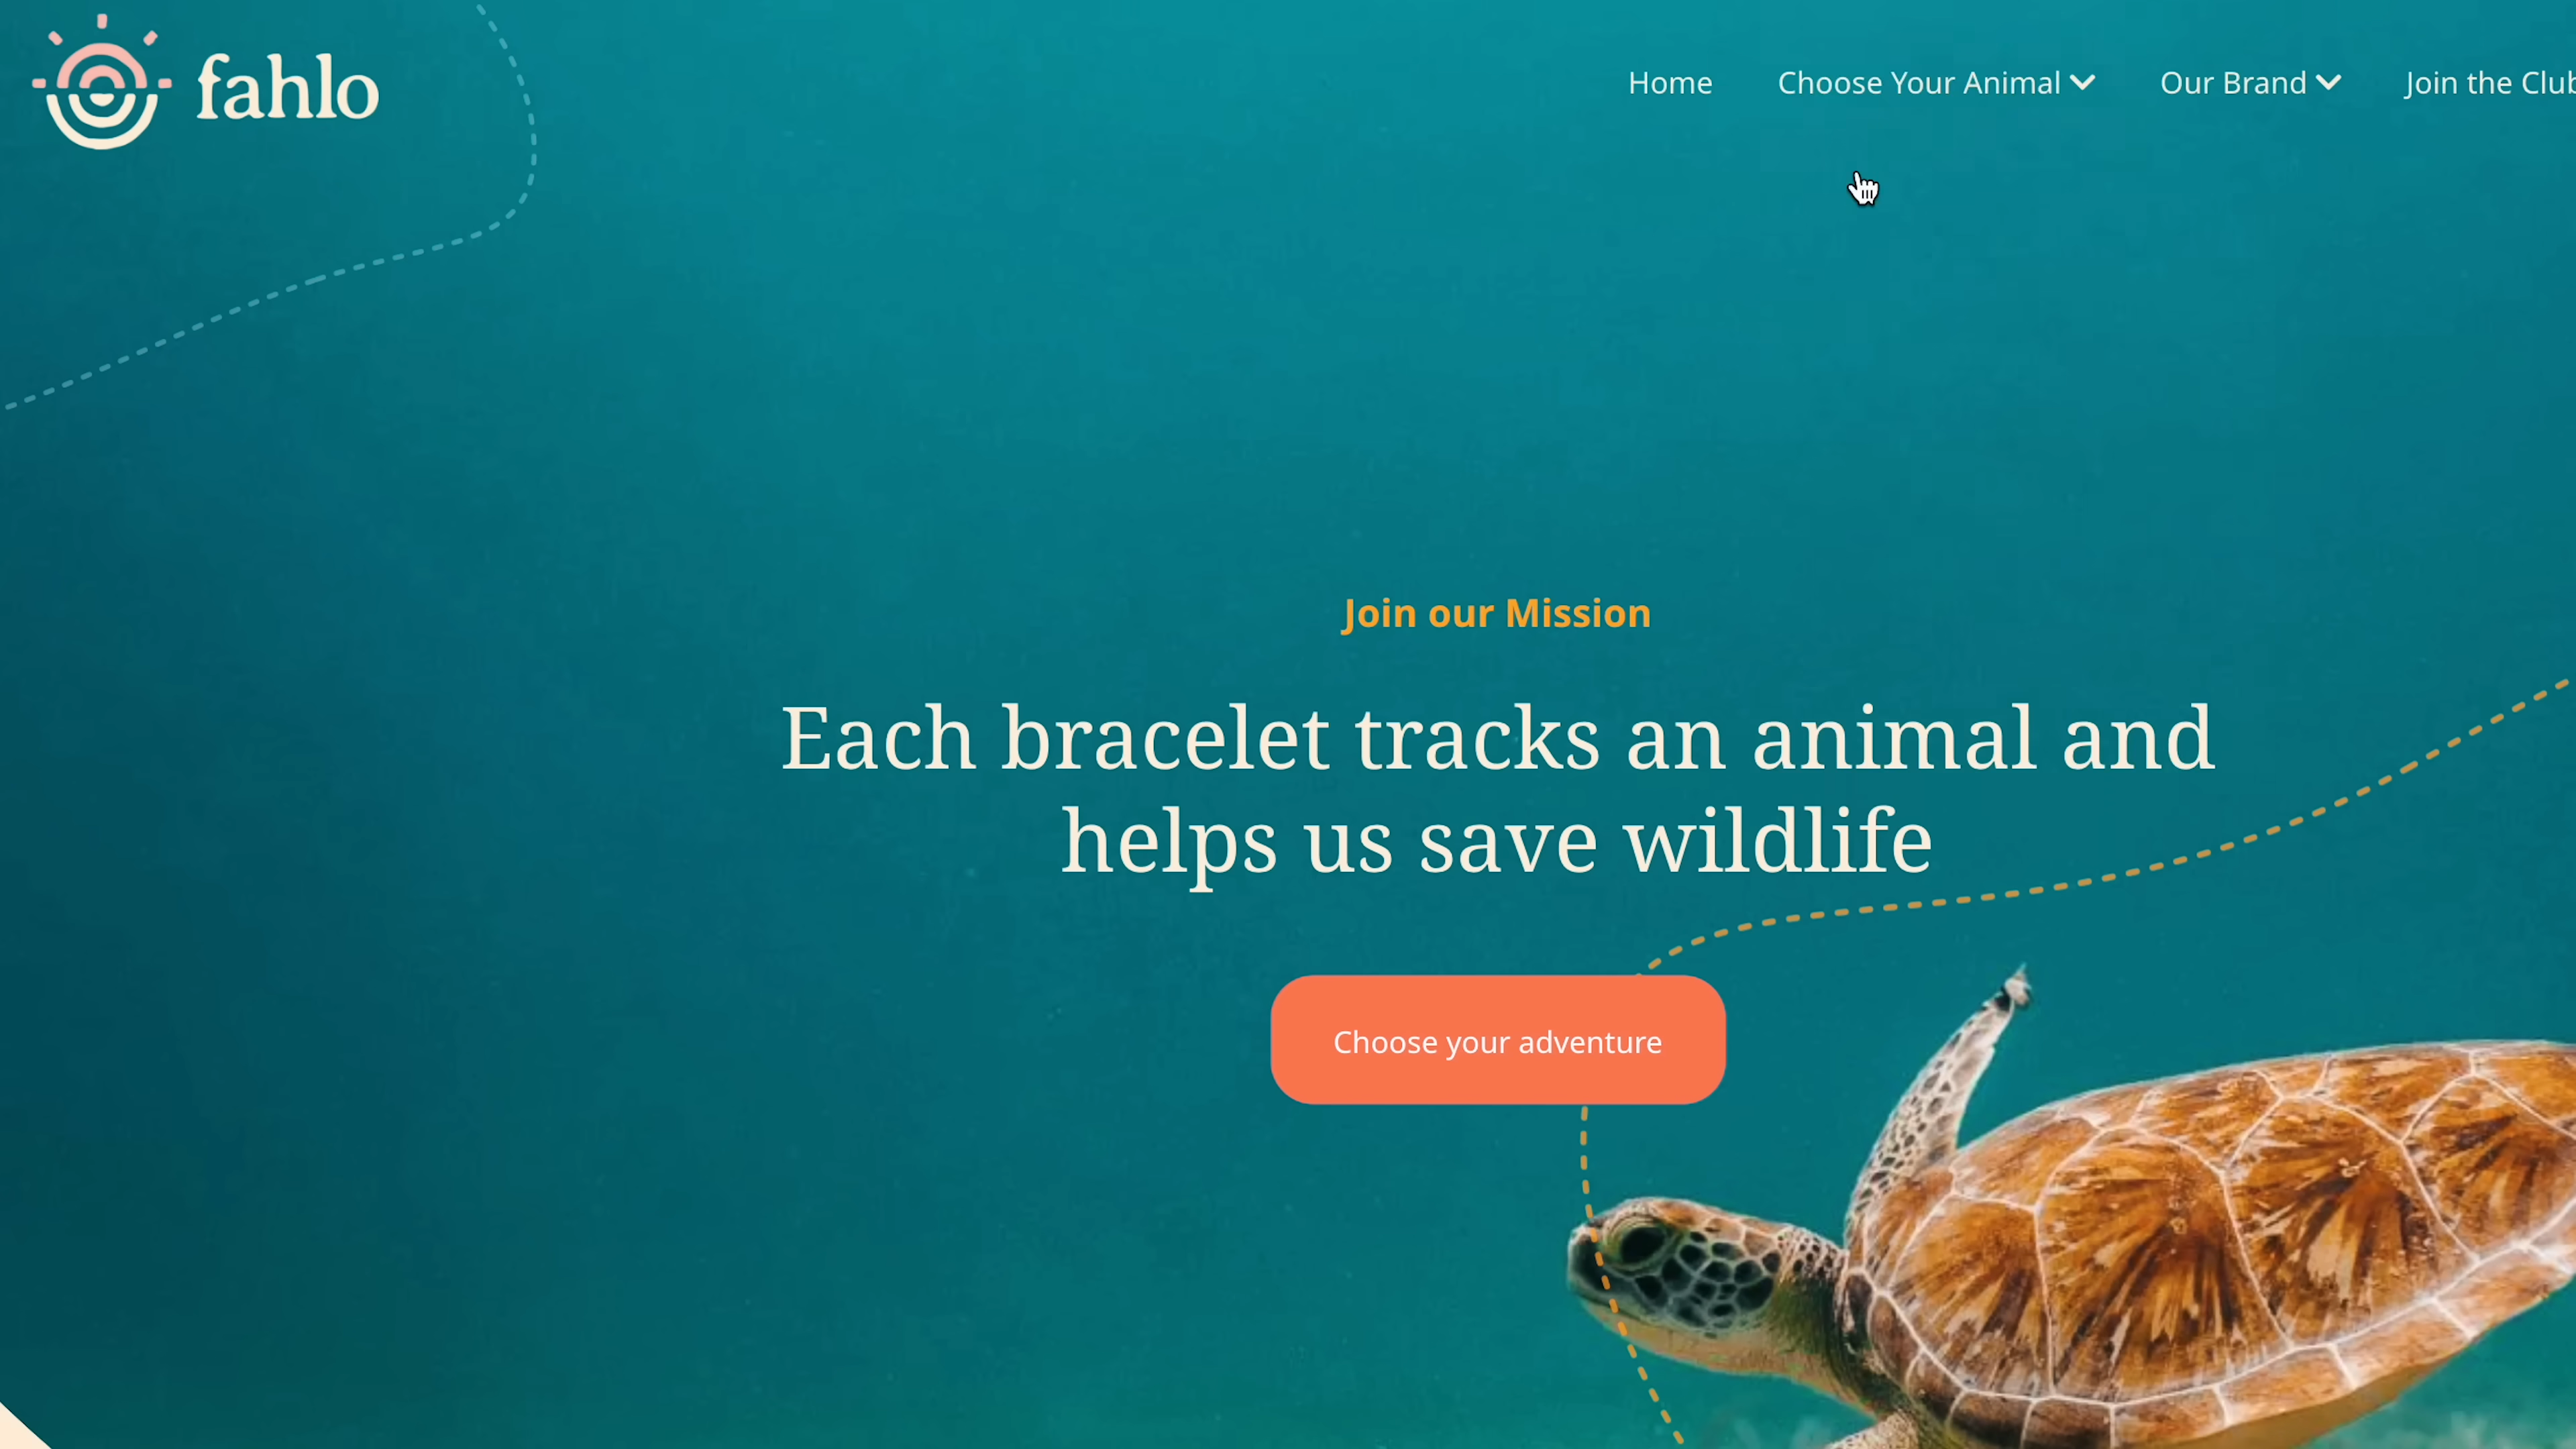 fahlo
Home
Choose Your Animal
Our Brand
Join the Club
Join our Mission
Each bracelet tracks an animal and
helps us save wildlife
Choose your adventure